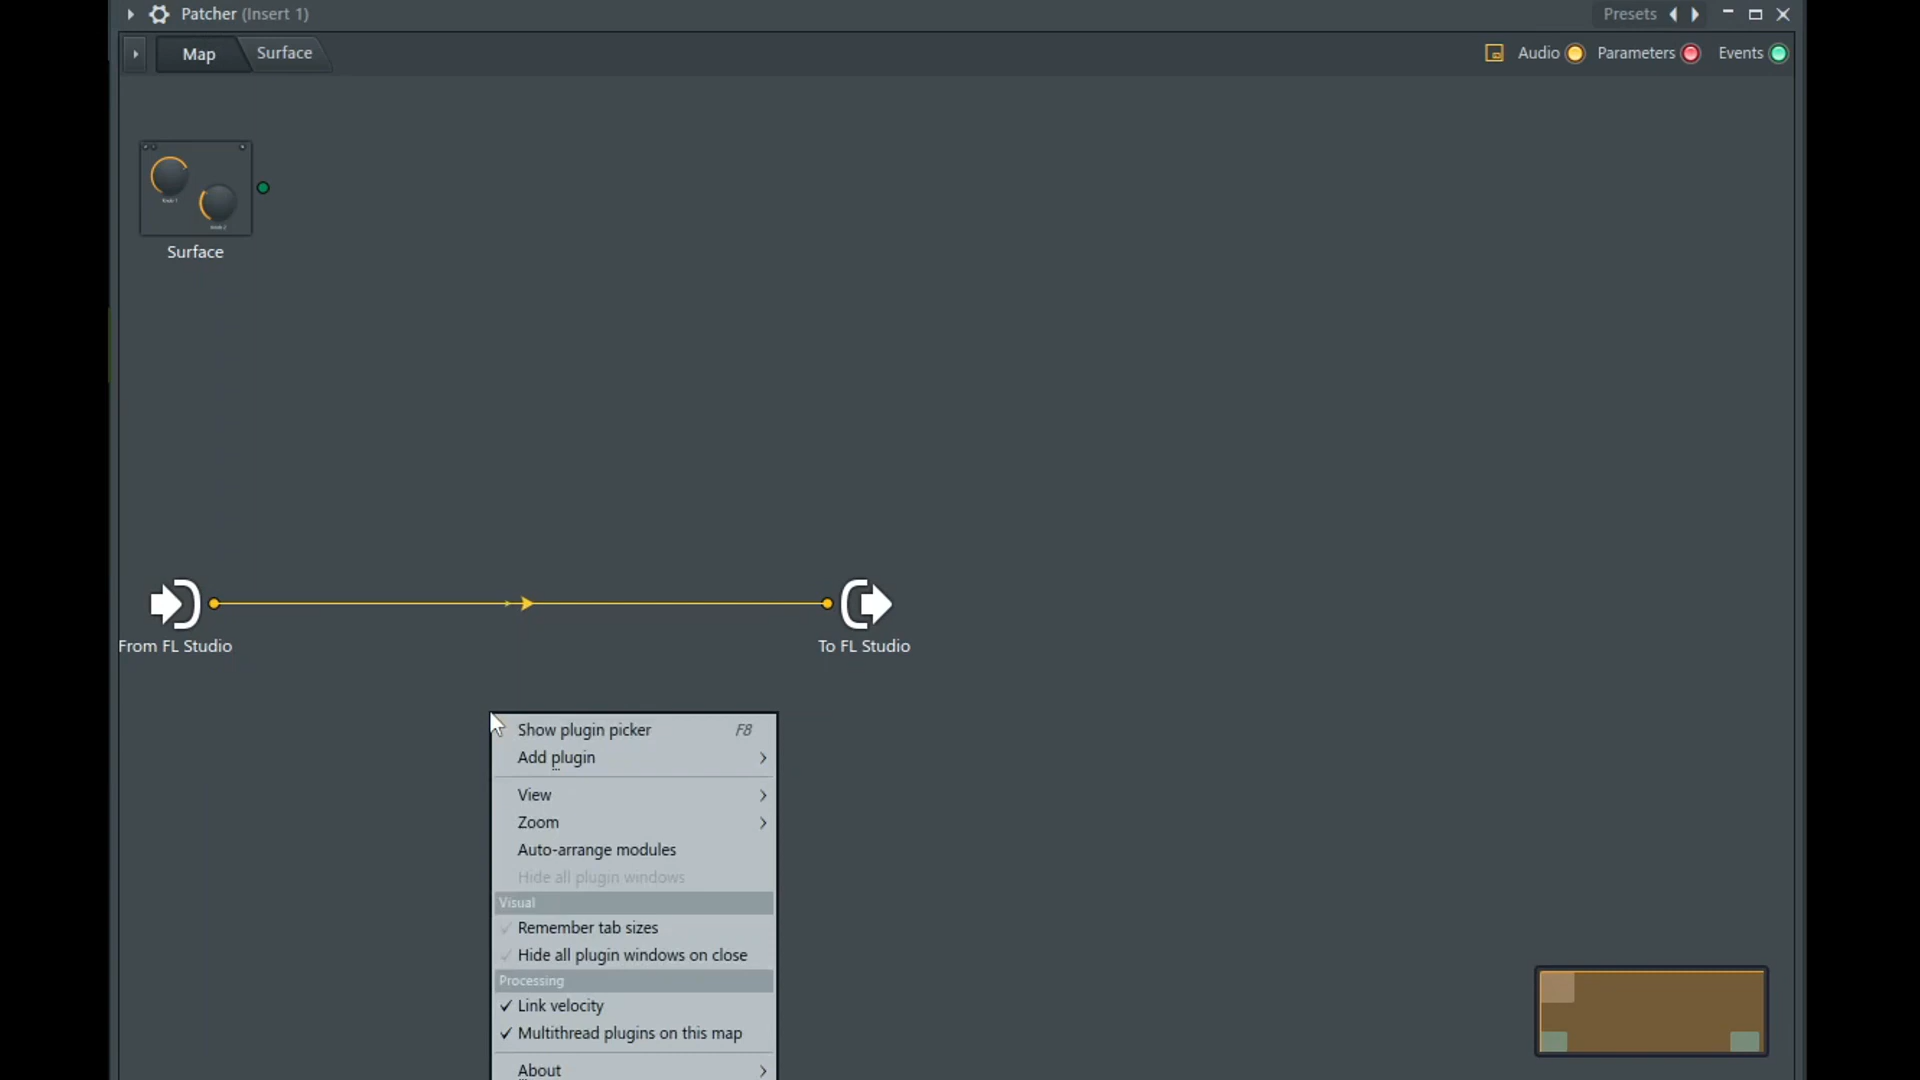 Patcher (Insert 1)
Presets
Map
Surface
Audio
Parameters
Events
Surface
From FL Studio
To FL Studio
Show plugin picker F8
Add plugin
View
Zoom
Auto-arrange modules
Hide all plugin windows
Visual
Remember tab sizes
Hide all plugin windows on close
Processing
Link velocity
Multithread plugins on this map
About